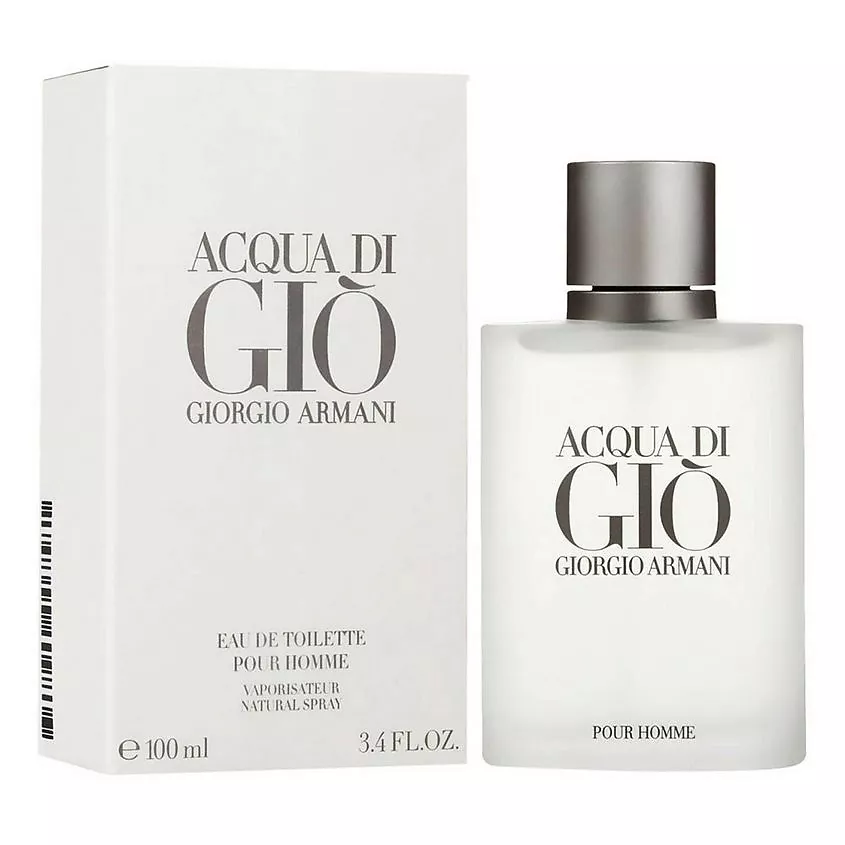 ACQUA DI
GIÒ
GIORGIO ARMANI
EAU DE TOILETTE
POUR HOMME
VAPORISATEUR
NATURAL SPRAY
℮ 100 ml 3.4 FL.OZ.
ACQUA DI
GIÒ
GIORGIO ARMANI
POUR HOMME